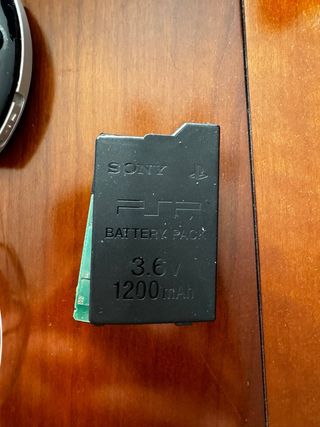 SONY
PSP
BATTERY PACK
3.6V
1200mAh